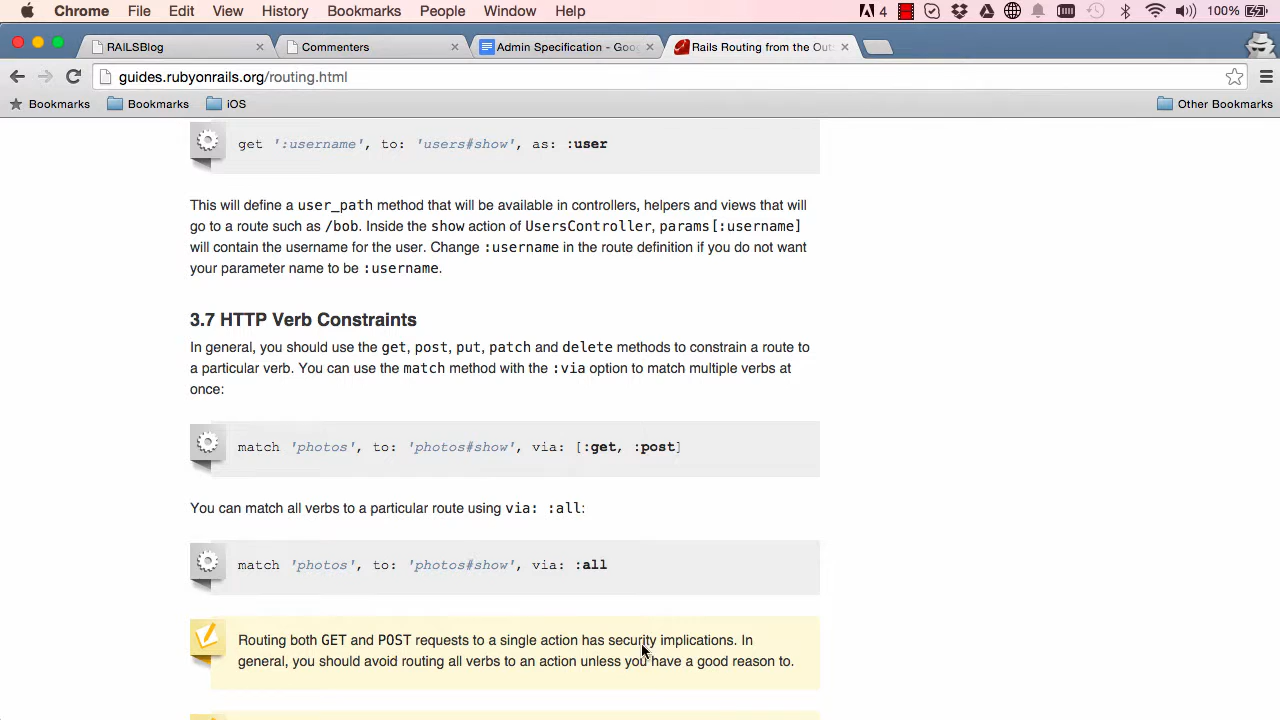 Chrome File Edit View History Bookmarks People Window Help 4 100%
RAILSBlog × Commenters × Admin Spcification - Goo × Rails Routing from the Out ×
guides.rubyonrails.org/routing.html
Bookmarks Bookmarks iOS Other Bookmarks
get ':username', to: 'users#show', as: :user
This will define a user_path method that will be available in controllers, helpers and views that will
go to a route such as /bob. Inside the show action of UsersController, params[:username]
will contain the username for the user. Change :username in the route definition if you do not want
your parameter name to be :username.
3.7 HTTP Verb Constraints
In general, you should use the get, post, put, patch and delete methods to constrain a route to
a particular verb. You can use the match method with the :via option to match multiple verbs at
once:
match 'photos', to: 'photos#show', via: [:get, :post]
You can match all verbs to a particular route using via: :all:
match 'photos', to: 'photos#show', via: :all
Routing both GET and POST requests to a single action has security implications. In
general, you should avoid routing all verbs to an action unless you have a good reason to.